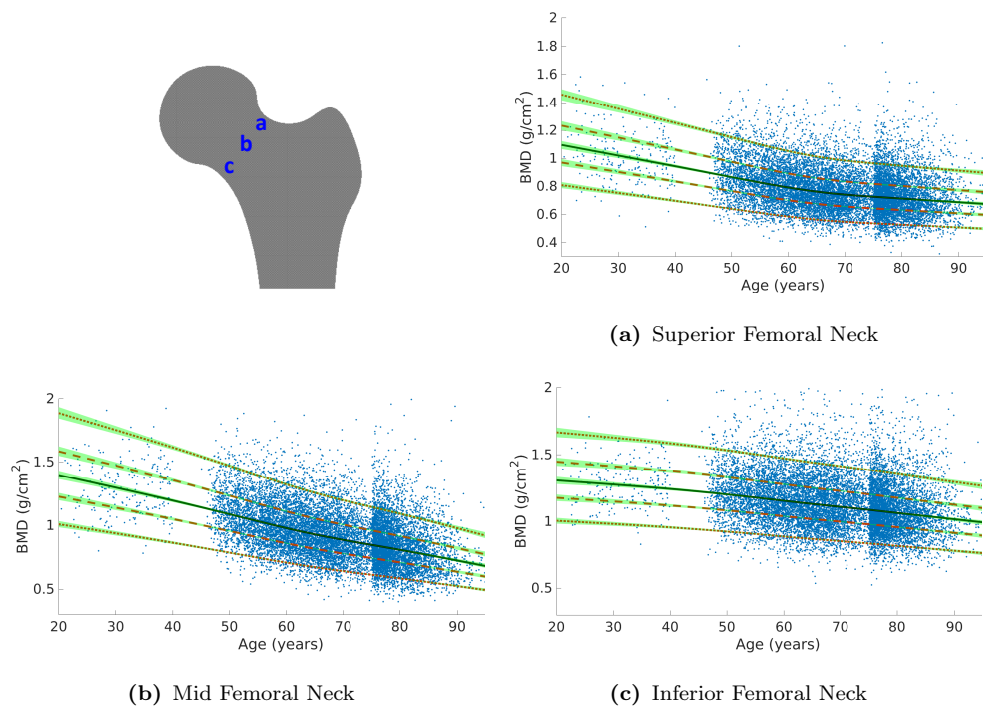 a
b
c
2
1.8
1.6
1.4
1.2
1
0.8
0.6
0.4
BMD (g/cm²)
20 30 40 50 60 70 80 90
Age (years)
(a) Superior Femoral Neck
2
1.5
1
0.5
BMD (g/cm²)
20 30 40 50 60 70 80 90
Age (years)
(b) Mid Femoral Neck
2
1.5
1
0.5
BMD (g/cm²)
20 30 40 50 60 70 80 90
Age (years)
(c) Inferior Femoral Neck